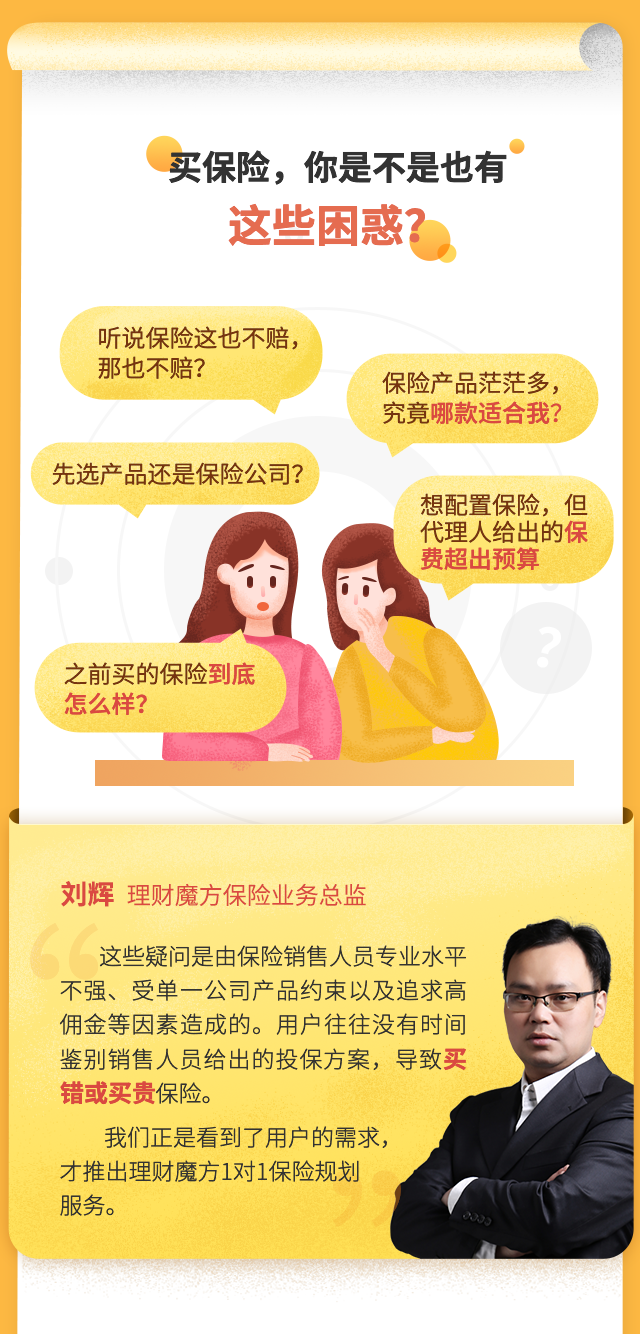 买保险，你是不是也有
这些困惑？
听说保险这也不赔，
那也不赔？
保险产品茫茫多，
究竟哪款适合我？
先选产品还是保险公司？
想配置保险，但
代理人给出的保
费超出预算
之前买的保险到底
怎么样？
?
刘辉 理财魔方保险业务总监
“
这些疑问是由保险销售人员专业水平
不强、受单一公司产品约束以及追求高
佣金等因素造成的。用户往往没有时间
鉴别销售人员给出的投保方案，导致买
错或买贵保险。
我们正是看到了用户的需求，
才推出理财魔方1对1保险规划
服务。
”